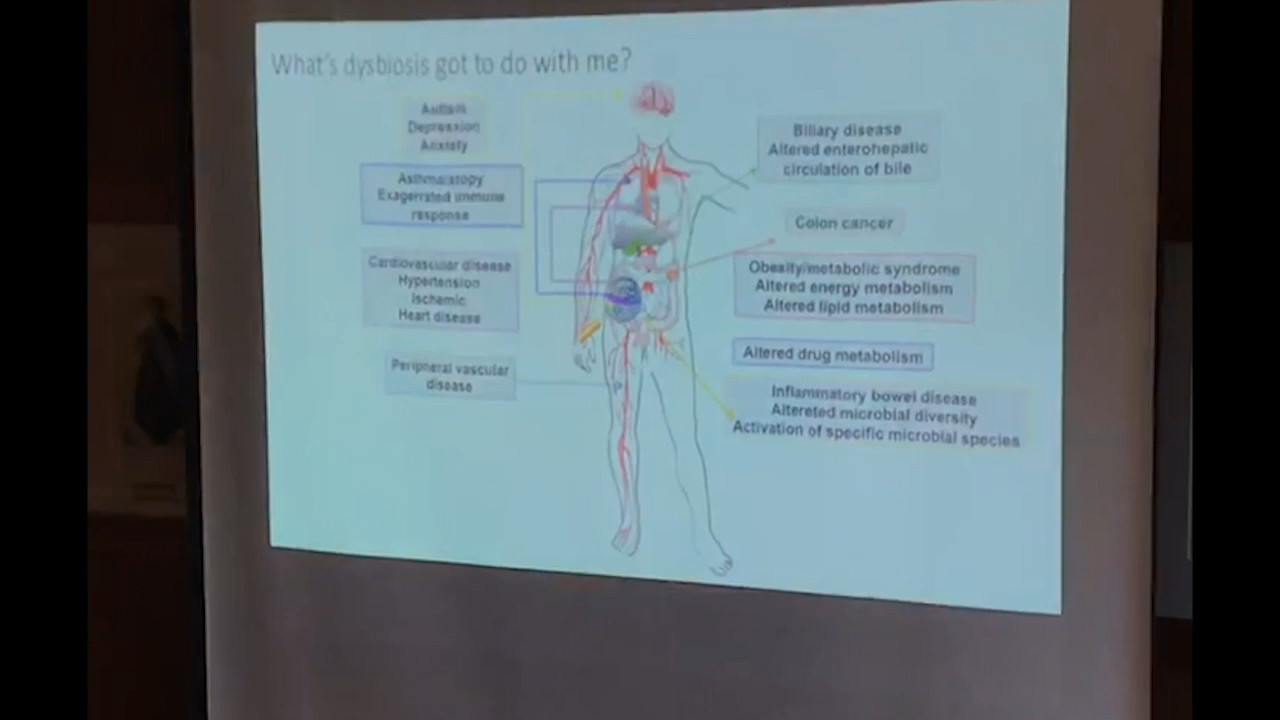 What's dysbiosis got to do with me?
Autism
Depression
Anxiety
Asthma/atopy
Exagerrated immune
response
Cardiovascular disease
Hypertension
Ischemic
Heart disease
Peripheral vascular
disease
Biliary disease
Altered enterohepatic
circulation of bile
Colon cancer
Obesity/metabolic syndrome
Altered energy metabolism
Altered lipid metabolism
Altered drug metabolism
Inflammatory bowel disease
Altereted microbial diversity
Activation of specific microbial species